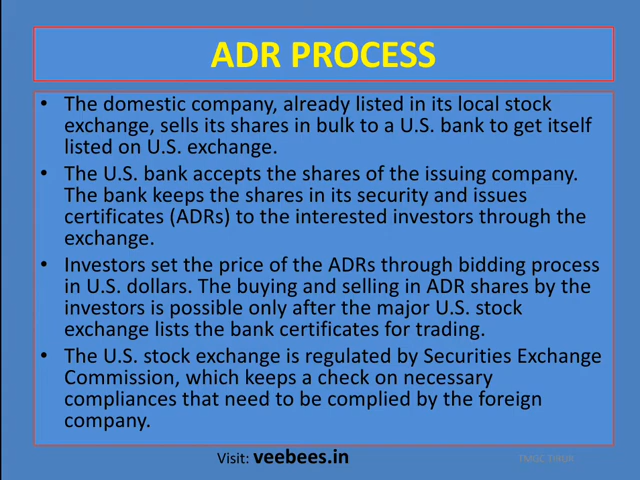 ADR PROCESS
• The domestic company, already listed in its local stock
exchange, sells its shares in bulk to a U.S. bank to get itself
listed on U.S. exchange.
• The U.S. bank accepts the shares of the issuing company.
The bank keeps the shares in its security and issues
certificates (ADRs) to the interested investors through the
exchange.
• Investors set the price of the ADRs through bidding process
in U.S. dollars. The buying and selling in ADR shares by the
investors is possible only after the major U.S. stock
exchange lists the bank certificates for trading.
• The U.S. stock exchange is regulated by Securities Exchange
Commission, which keeps a check on necessary
compliances that need to be complied by the foreign
company.
Visit: veebees.in
TMGC TIRUR